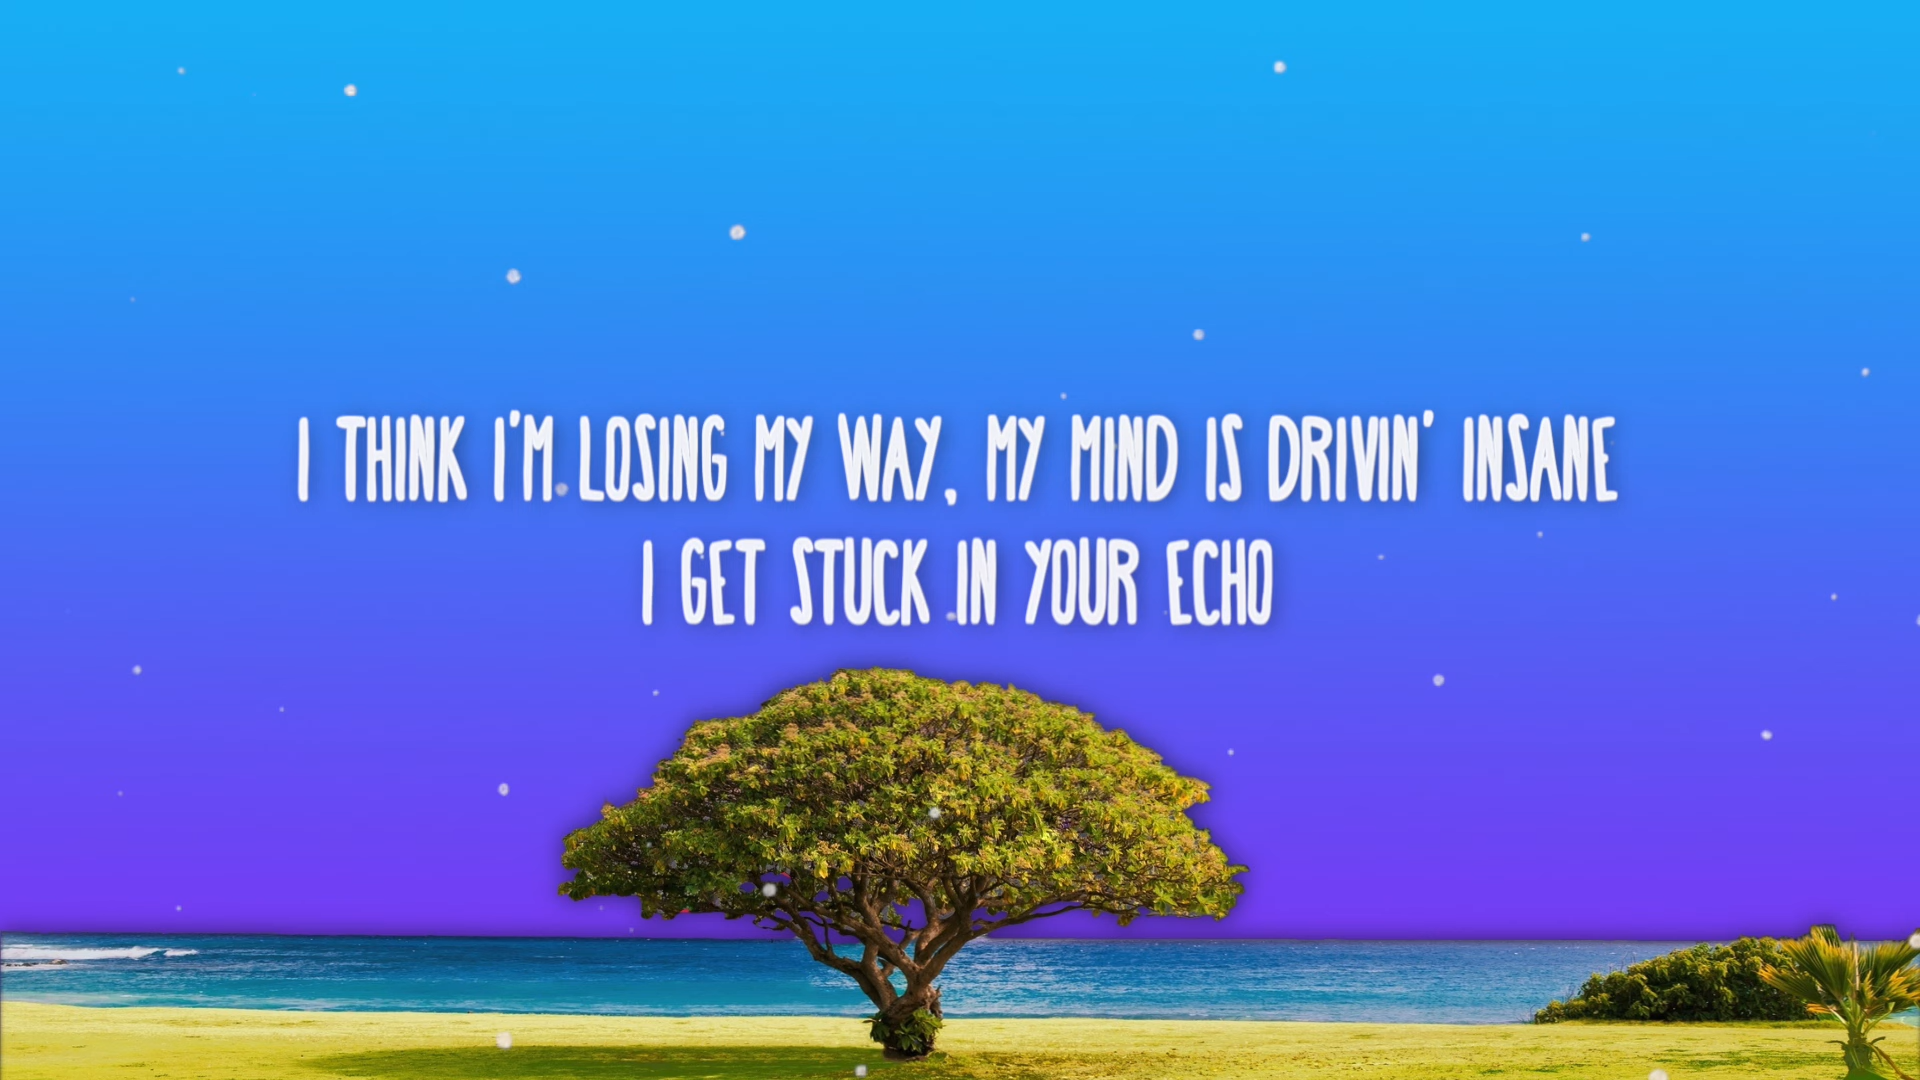 I THINK I'M LOSING MY WAY, MY MIND IS DRIVIN' INSANE
I GET STUCK IN YOUR ECHO